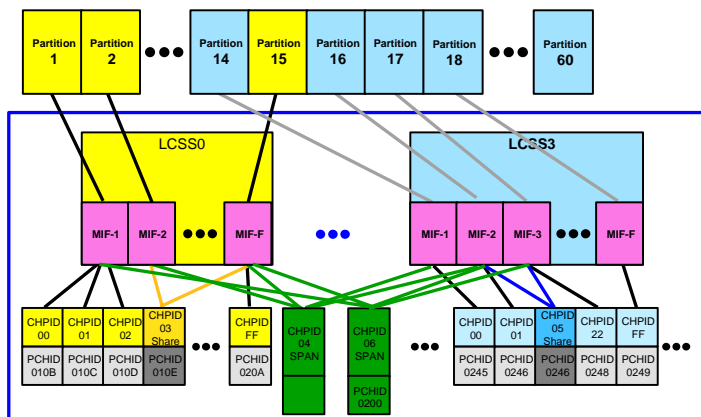 Partition
1
Partition
2
Partition
14
Partition
15
Partition
16
Partition
17
Partition
18
Partition
60
LCSS0
LCSS3
MIF-1
MIF-2
MIF-F
MIF-1
MIF-2
MIF-3
MIF-F
CHPID
00
CHPID
01
CHPID
02
CHPID
03
Share
CHPID
FF
CHPID
04
SPAN
CHPID
06
SPAN
CHPID
00
CHPID
01
CHPID
05
Share
CHPID
22
CHPID
FF
PCHID
010B
PCHID
010C
PCHID
010D
PCHID
010E
PCHID
020A
PCHID
0200
PCHID
0245
PCHID
0246
PCHID
0246
PCHID
0248
PCHID
0249